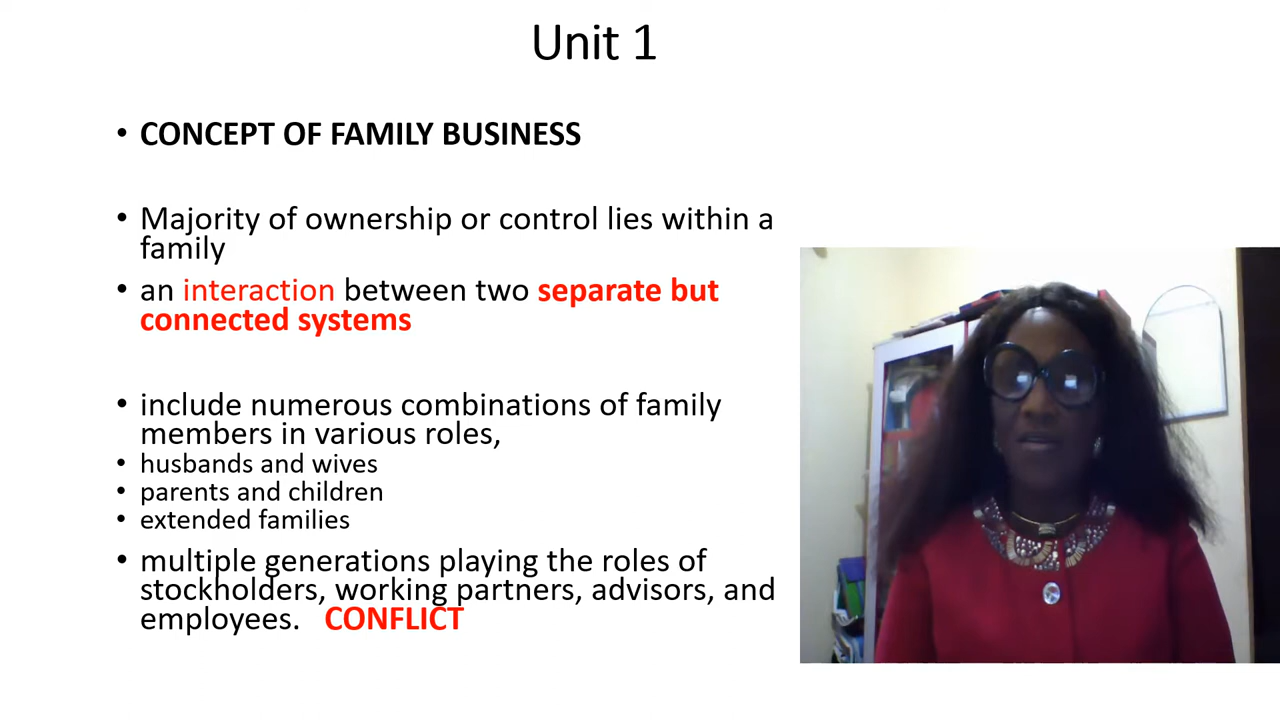 Unit 1
• CONCEPT OF FAMILY BUSINESS
• Majority of ownership or control lies within a
family
• an interaction between two separate but
connected systems
• include numerous combinations of family
members in various roles,
• husbands and wives
• parents and children
• extended families
• multiple generations playing the roles of
stockholders, working partners, advisors, and
employees. CONFLICT